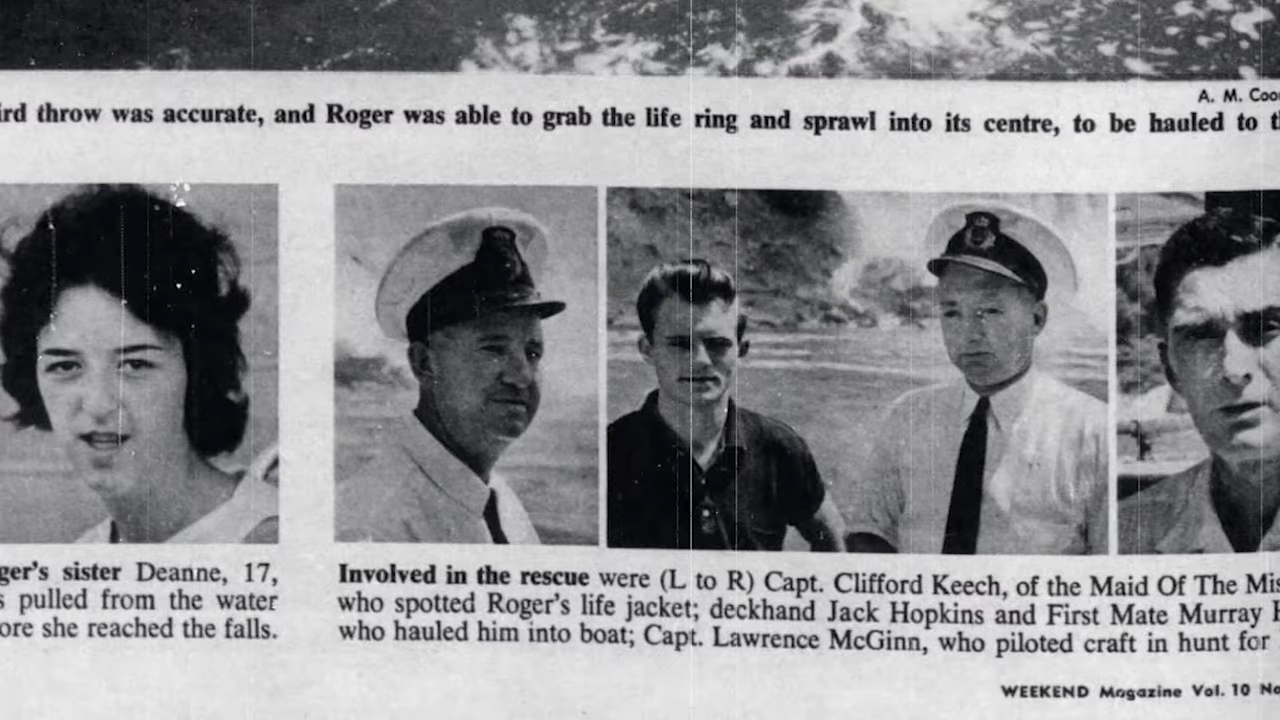 A. M. Coo
ird throw was accurate, and Roger was able to grab the life ring and sprawl into its centre, to be hauled to th
ger's sister Deanne, 17,
s pulled from the water
ore she reached the falls.
Involved in the rescue were (L to R) Capt. Clifford Keech, of the Maid Of The Mis
who spotted Roger's life jacket; deckhand Jack Hopkins and First Mate Murray
who hauled him into boat; Capt. Lawrence McGinn, who piloted craft in hunt for
WEEKEND Magazine Vol. 10 No